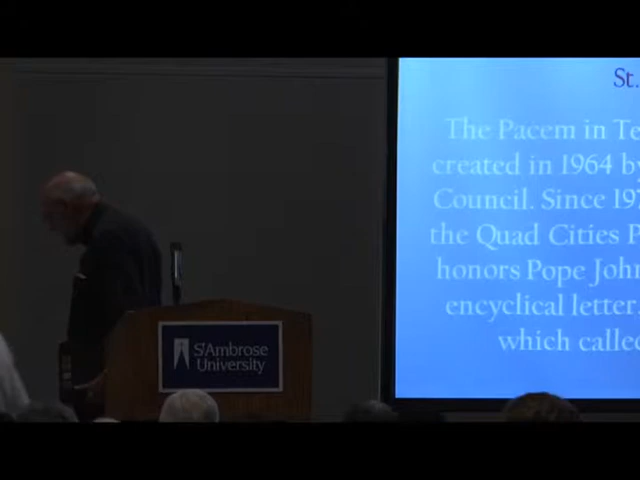 St.
The Pacem in Te
created in 1964 by
Council. Since 197
the Quad Cities P
honors Pope John
encyclical letter.
which called
St.Ambrose
University